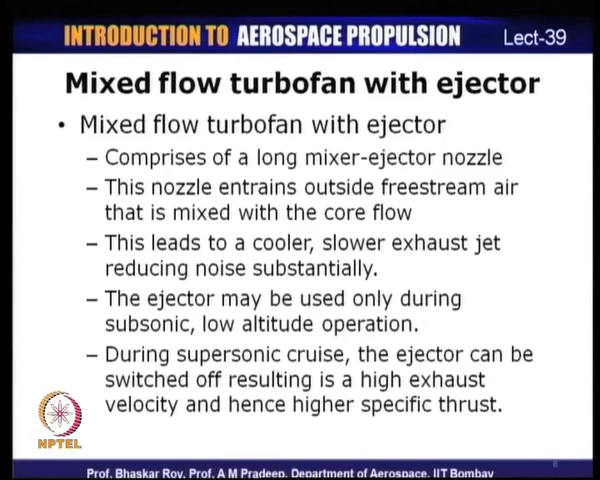 INTRODUCTION TO AEROSPACE PROPULSION Lect-39
Mixed flow turbofan with ejector
• Mixed flow turbofan with ejector
– Comprises of a long mixer-ejector nozzle
– This nozzle entrains outside freestream air
that is mixed with the core flow
– This leads to a cooler, slower exhaust jet
reducing noise substantially.
– The ejector may be used only during
subsonic, low altitude operation.
– During supersonic cruise, the ejector can be
switched off resulting is a high exhaust
velocity and hence higher specific thrust.
NPTEL
8
Prof. Bhaskar Roy, Prof. A M Pradeep, Department of Aerospace, IIT Bombay